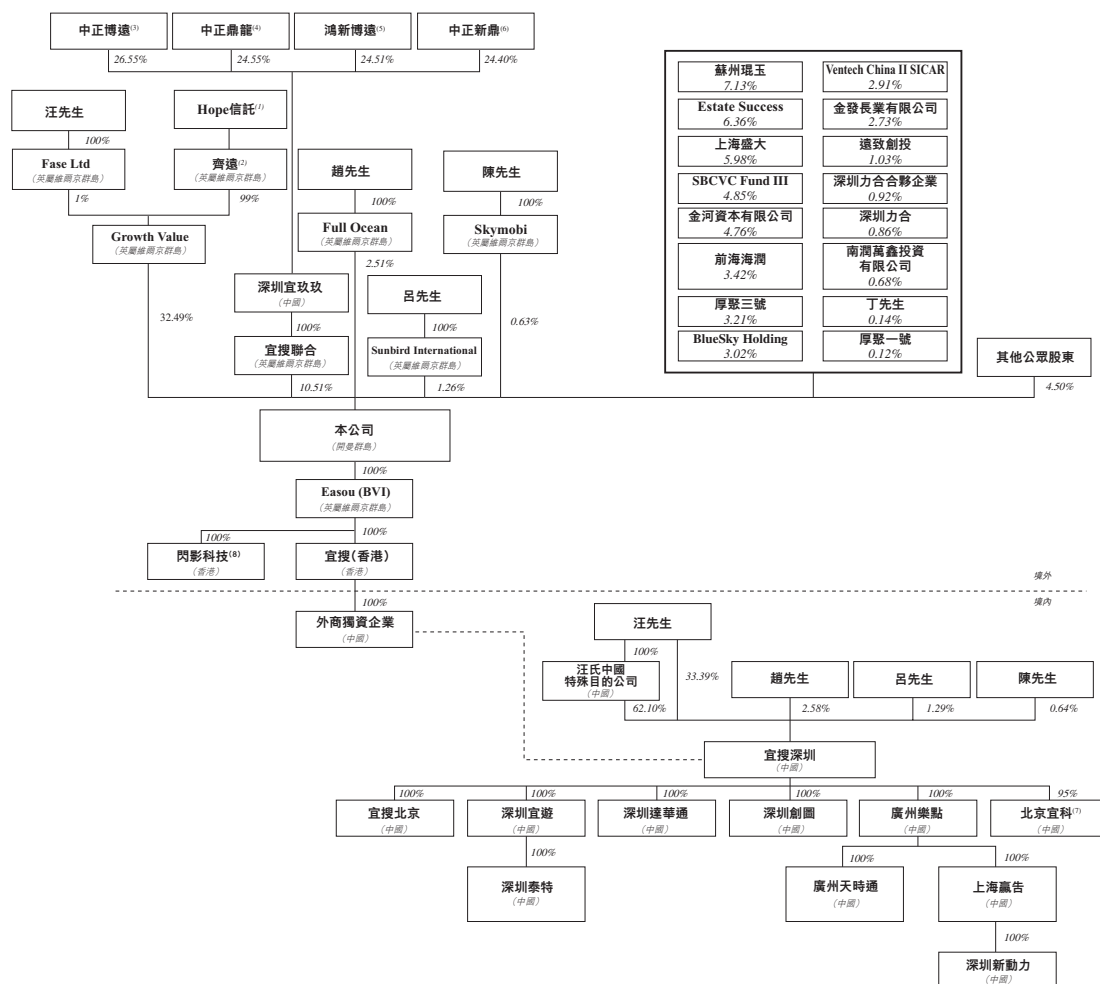 中正博遠(3)
中正鼎龍(4)
鴻新博遠(5)
中正新鼎(6)
26.55%
24.55%
24.51%
24.40%
汪先生
100%
Fase Ltd
(英屬維爾京群島)
1%
Hope信託(1)
齊遠(2)
(英屬維爾京群島)
99%
Growth Value
(英屬維爾京群島)
32.49%
深圳宜玖玖
(中國)
100%
宜搜聯合
(英屬維爾京群島)
10.51%
趙先生
100%
Full Ocean
(英屬維爾京群島)
2.51%
呂先生
100%
Sunbird International
(英屬維爾京群島)
1.26%
陳先生
100%
Skymobi
(英屬維爾京群島)
0.63%
蘇州琨玉
7.13%
Estate Success
6.36%
上海盛大
5.98%
SBCVC Fund III
4.85%
金河資本有限公司
4.76%
前海海潤
3.42%
厚聚三號
3.21%
BlueSky Holding
3.02%
Ventech China II SICAR
2.91%
金發長業有限公司
2.73%
遠致創投
1.03%
深圳力合合夥企業
0.92%
深圳力合
0.86%
南潤萬鑫投資
有限公司
0.68%
丁先生
0.14%
厚聚一號
0.12%
其他公眾股東
4.50%
本公司
(開曼群島)
100%
Easou (BVI)
(英屬維爾京群島)
100%
100%
閃影科技(8)
(香港)
宜搜(香港)
(香港)
境外
境內
100%
外商獨資企業
(中國)
汪先生
100%
33.39%
汪氏中國
特殊目的公司
(中國)
62.10%
趙先生
2.58%
呂先生
1.29%
陳先生
0.64%
宜搜深圳
(中國)
100%
100%
100%
100%
100%
95%
宜搜北京
(中國)
深圳宜遊
(中國)
深圳達華通
(中國)
深圳創圖
(中國)
廣州樂點
(中國)
北京宜科(7)
(中國)
100%
100%
100%
深圳泰特
(中國)
廣州天時通
(中國)
上海贏告
(中國)
100%
深圳新動力
(中國)